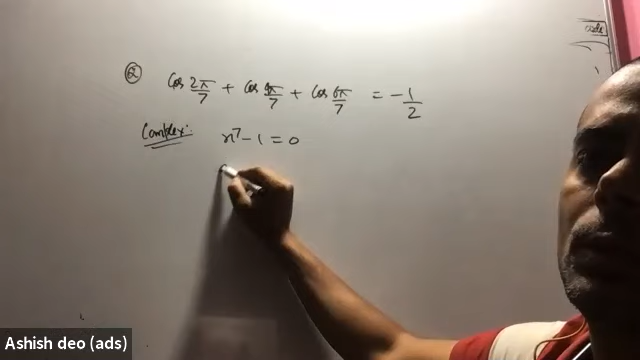 Q cos 2π/7 + cos 4π/7 + cos 6π/7 = -1/2
Complex:
x⁷ - 1 = 0
Ashish deo (ads)